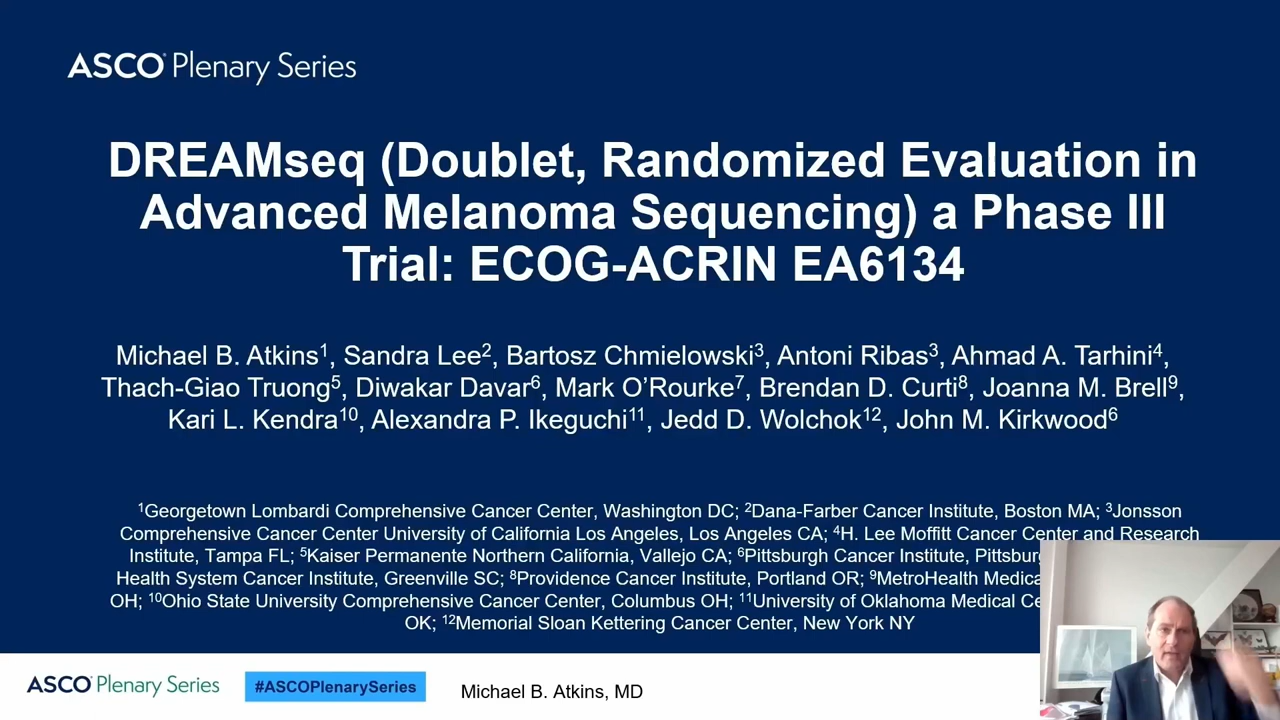 ASCO® Plenary Series
DREAMseq (Doublet, Randomized Evaluation in
Advanced Melanoma Sequencing) a Phase III
Trial: ECOG-ACRIN EA6134
Michael B. Atkins1, Sandra Lee2, Bartosz Chmielowski3, Antoni Ribas3, Ahmad A. Tarhini4,
Thach-Giao Truong5, Diwakar Davar6, Mark O’Rourke7, Brendan D. Curti8, Joanna M. Brell9,
Kari L. Kendra10, Alexandra P. Ikeguchi11, Jedd D. Wolchok12, John M. Kirkwood6
1Georgetown Lombardi Comprehensive Cancer Center, Washington DC; 2Dana-Farber Cancer Institute, Boston MA; 3Jonsson
Comprehensive Cancer Center University of California Los Angeles, Los Angeles CA; 4H. Lee Moffitt Cancer Center and Research
Institute, Tampa FL; 5Kaiser Permanente Northern California, Vallejo CA; 6Pittsburgh Cancer Institute,
Health System Cancer Institute, Greenville SC; 8Providence Cancer Institute, Portland OR; 9MetroHealth
OH; 10Ohio State University Comprehensive Cancer Center, Columbus OH; 11University of Oklahoma Medical
OK; 12Memorial Sloan Kettering Cancer Center, New York NY
ASCO® Plenary Series
#ASCOPlenarySeries
Michael B. Atkins, MD